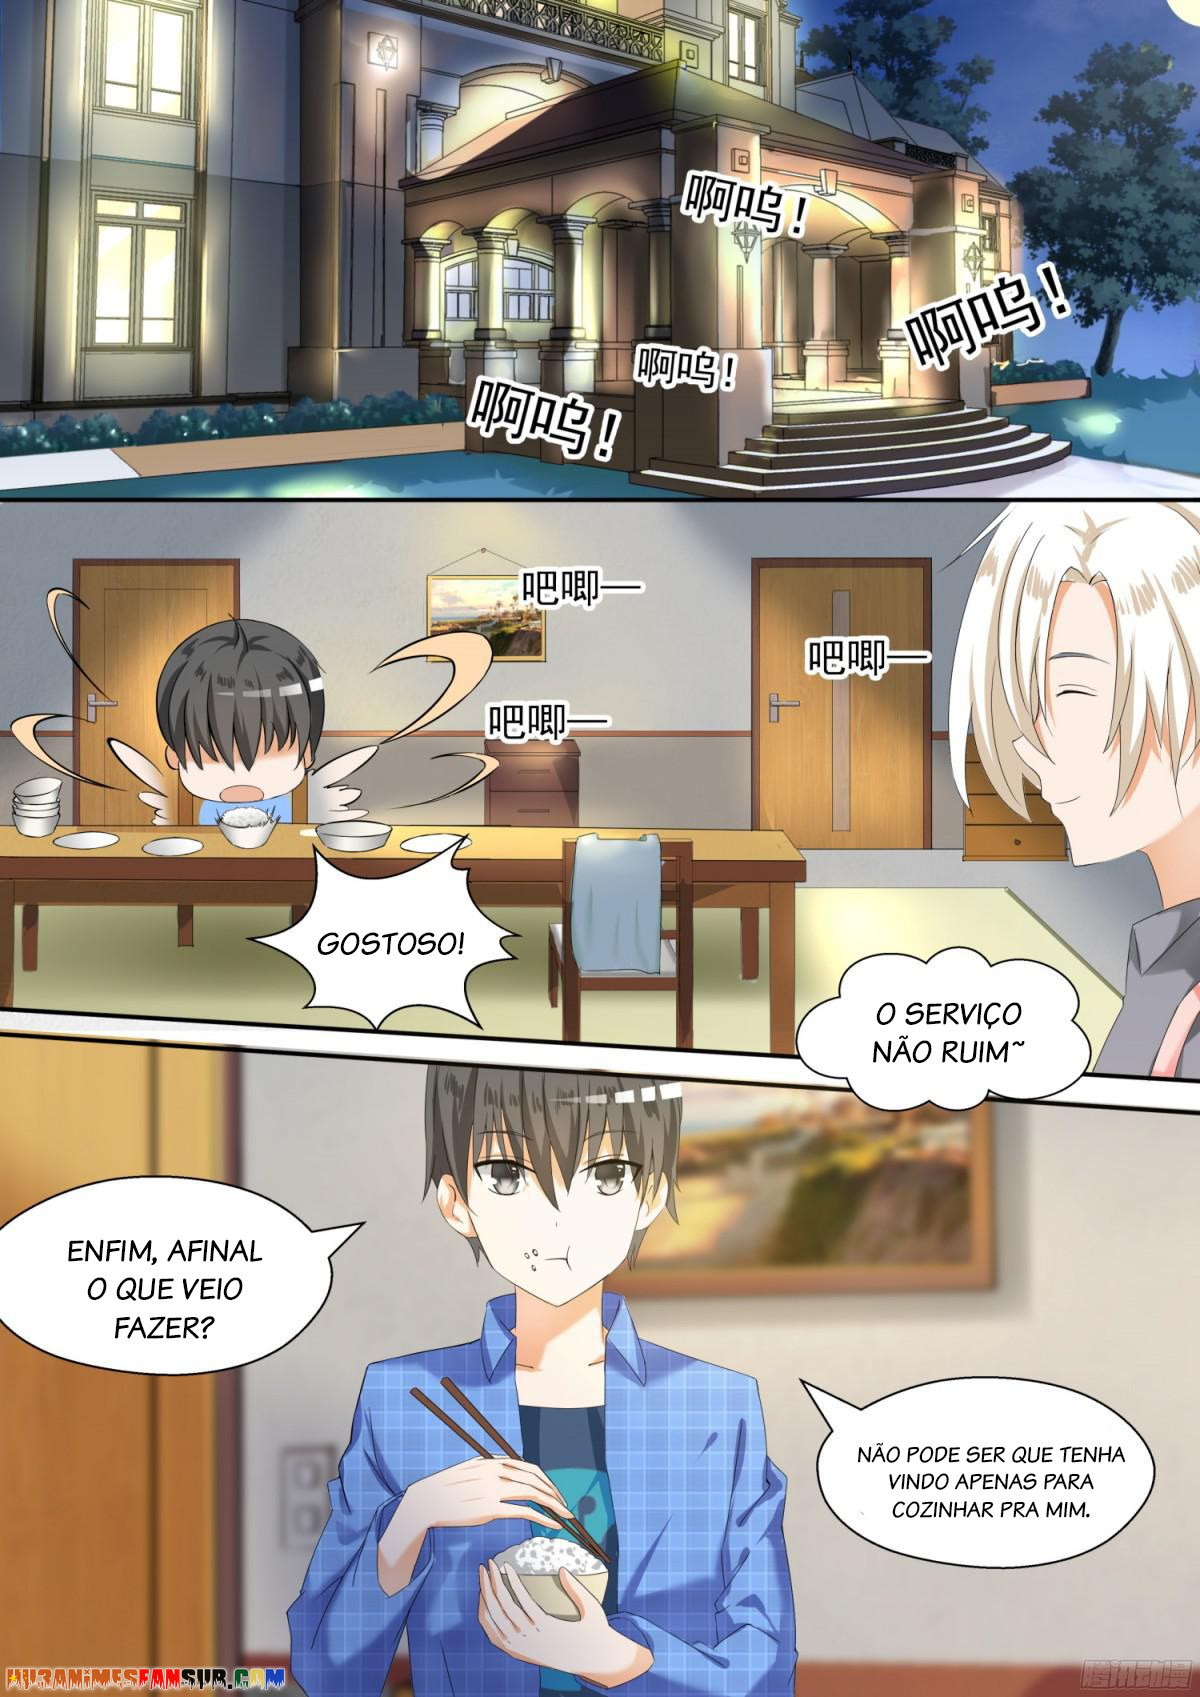 啊呜！
啊呜！
啊呜！
啊呜！
吧唧—
吧唧—
吧唧—
GOSTOSO!
O SERVIÇO
NÃO RUIM~
ENFIM, AFINAL
O QUE VEIO
FAZER?
NÃO PODE SER QUE TENHA
VINDO APENAS PARA
COZINHAR PRA MIM.
HU3ANIMESFANSUB.COM
腾讯动漫